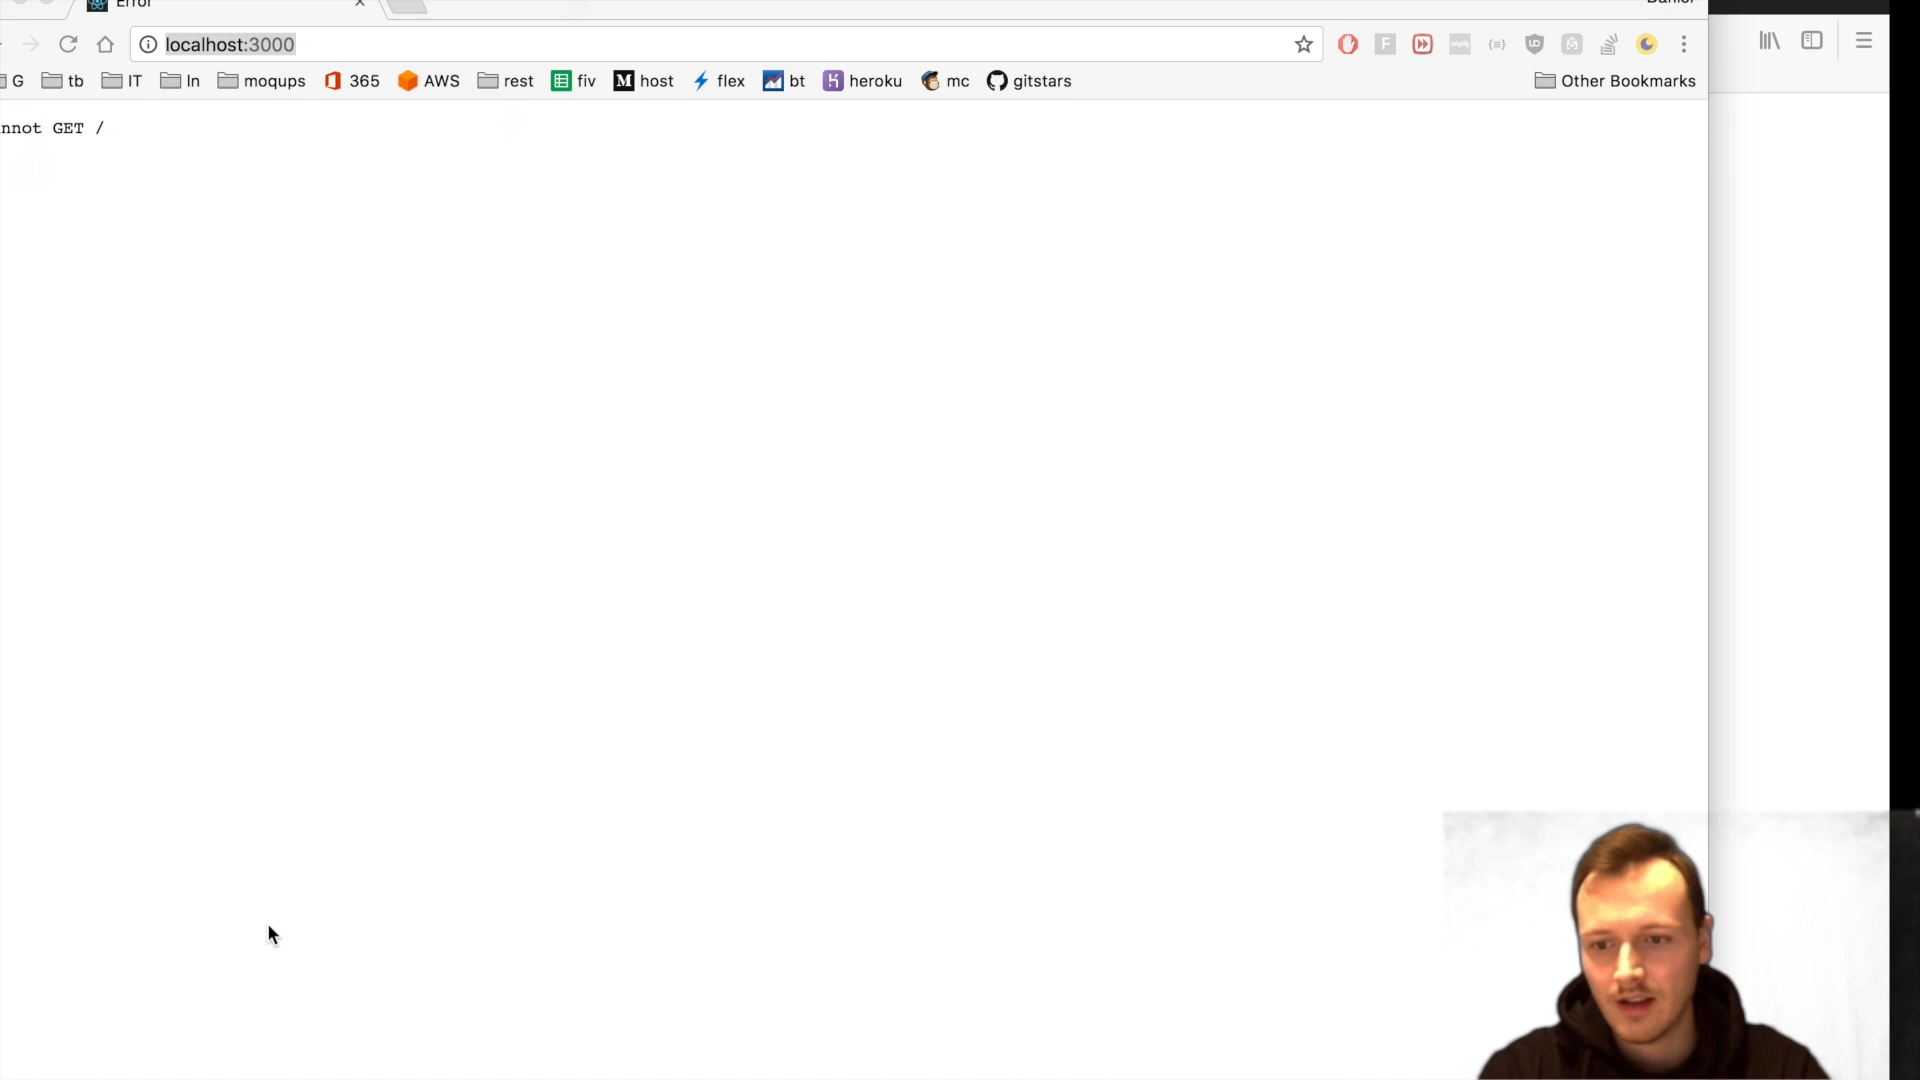 Error
localhost:3000
G tb IT In moqups 365 AWS rest fiv host flex bt heroku mc gitstars Other Bookmarks
nnot GET /